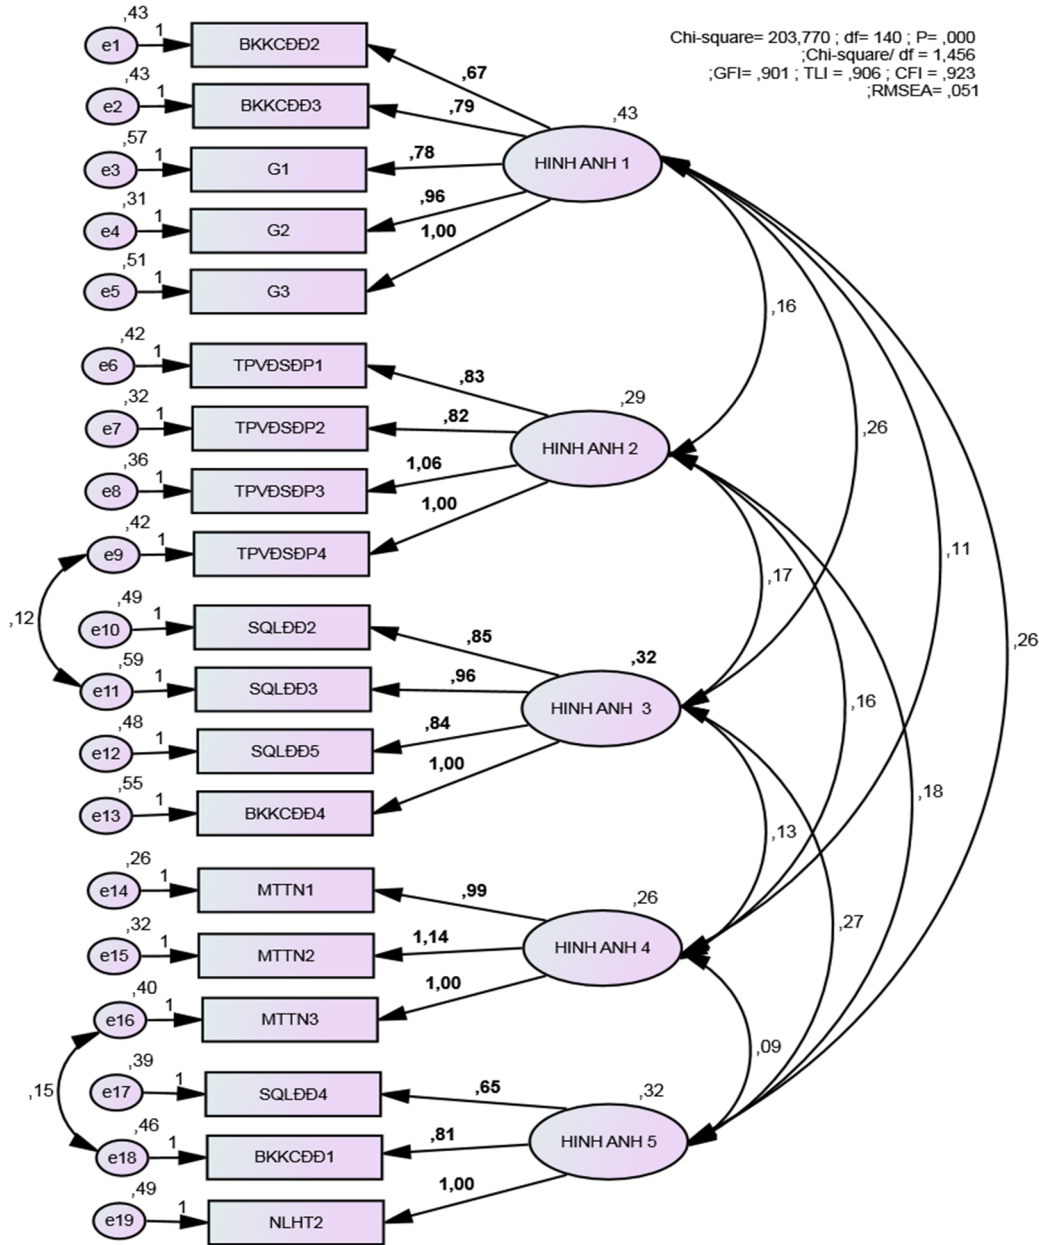 Chi-square= 203,770 ; df= 140 ; P= ,000
;Chi-square/ df = 1,456
;GFI= ,901 ; TLI = ,906 ; CFI = ,923
;RMSEA= ,051
,43
e1
1
BKKCĐĐ2
,67
,43
e2
1
BKKCĐĐ3
,79
,57
e3
1
G1
,78
,43
HINH ANH 1
,31
e4
1
G2
,96
,51
e5
1
G3
1,00
,16
,42
e6
1
TPVĐSĐP1
,83
,32
e7
1
TPVĐSĐP2
,82
,29
HINH ANH 2
,26
,36
e8
1
TPVĐSĐP3
1,06
,42
e9
1
TPVĐSĐP4
1,00
,11
,17
,12
,49
e10
1
SQLĐĐ2
,85
,26
,59
e11
1
SQLĐĐ3
,96
,32
HINH ANH 3
,16
,48
e12
1
SQLĐĐ5
,84
,55
e13
1
BKKCĐĐ4
1,00
,18
,13
,26
e14
1
MTTN1
,99
,27
,32
e15
1
MTTN2
1,14
,26
HINH ANH 4
,40
e16
1
MTTN3
1,00
,09
,15
,39
e17
1
SQLĐĐ4
,65
,46
e18
1
BKKCĐĐ1
,81
,32
HINH ANH 5
,49
e19
1
NLHT2
1,00